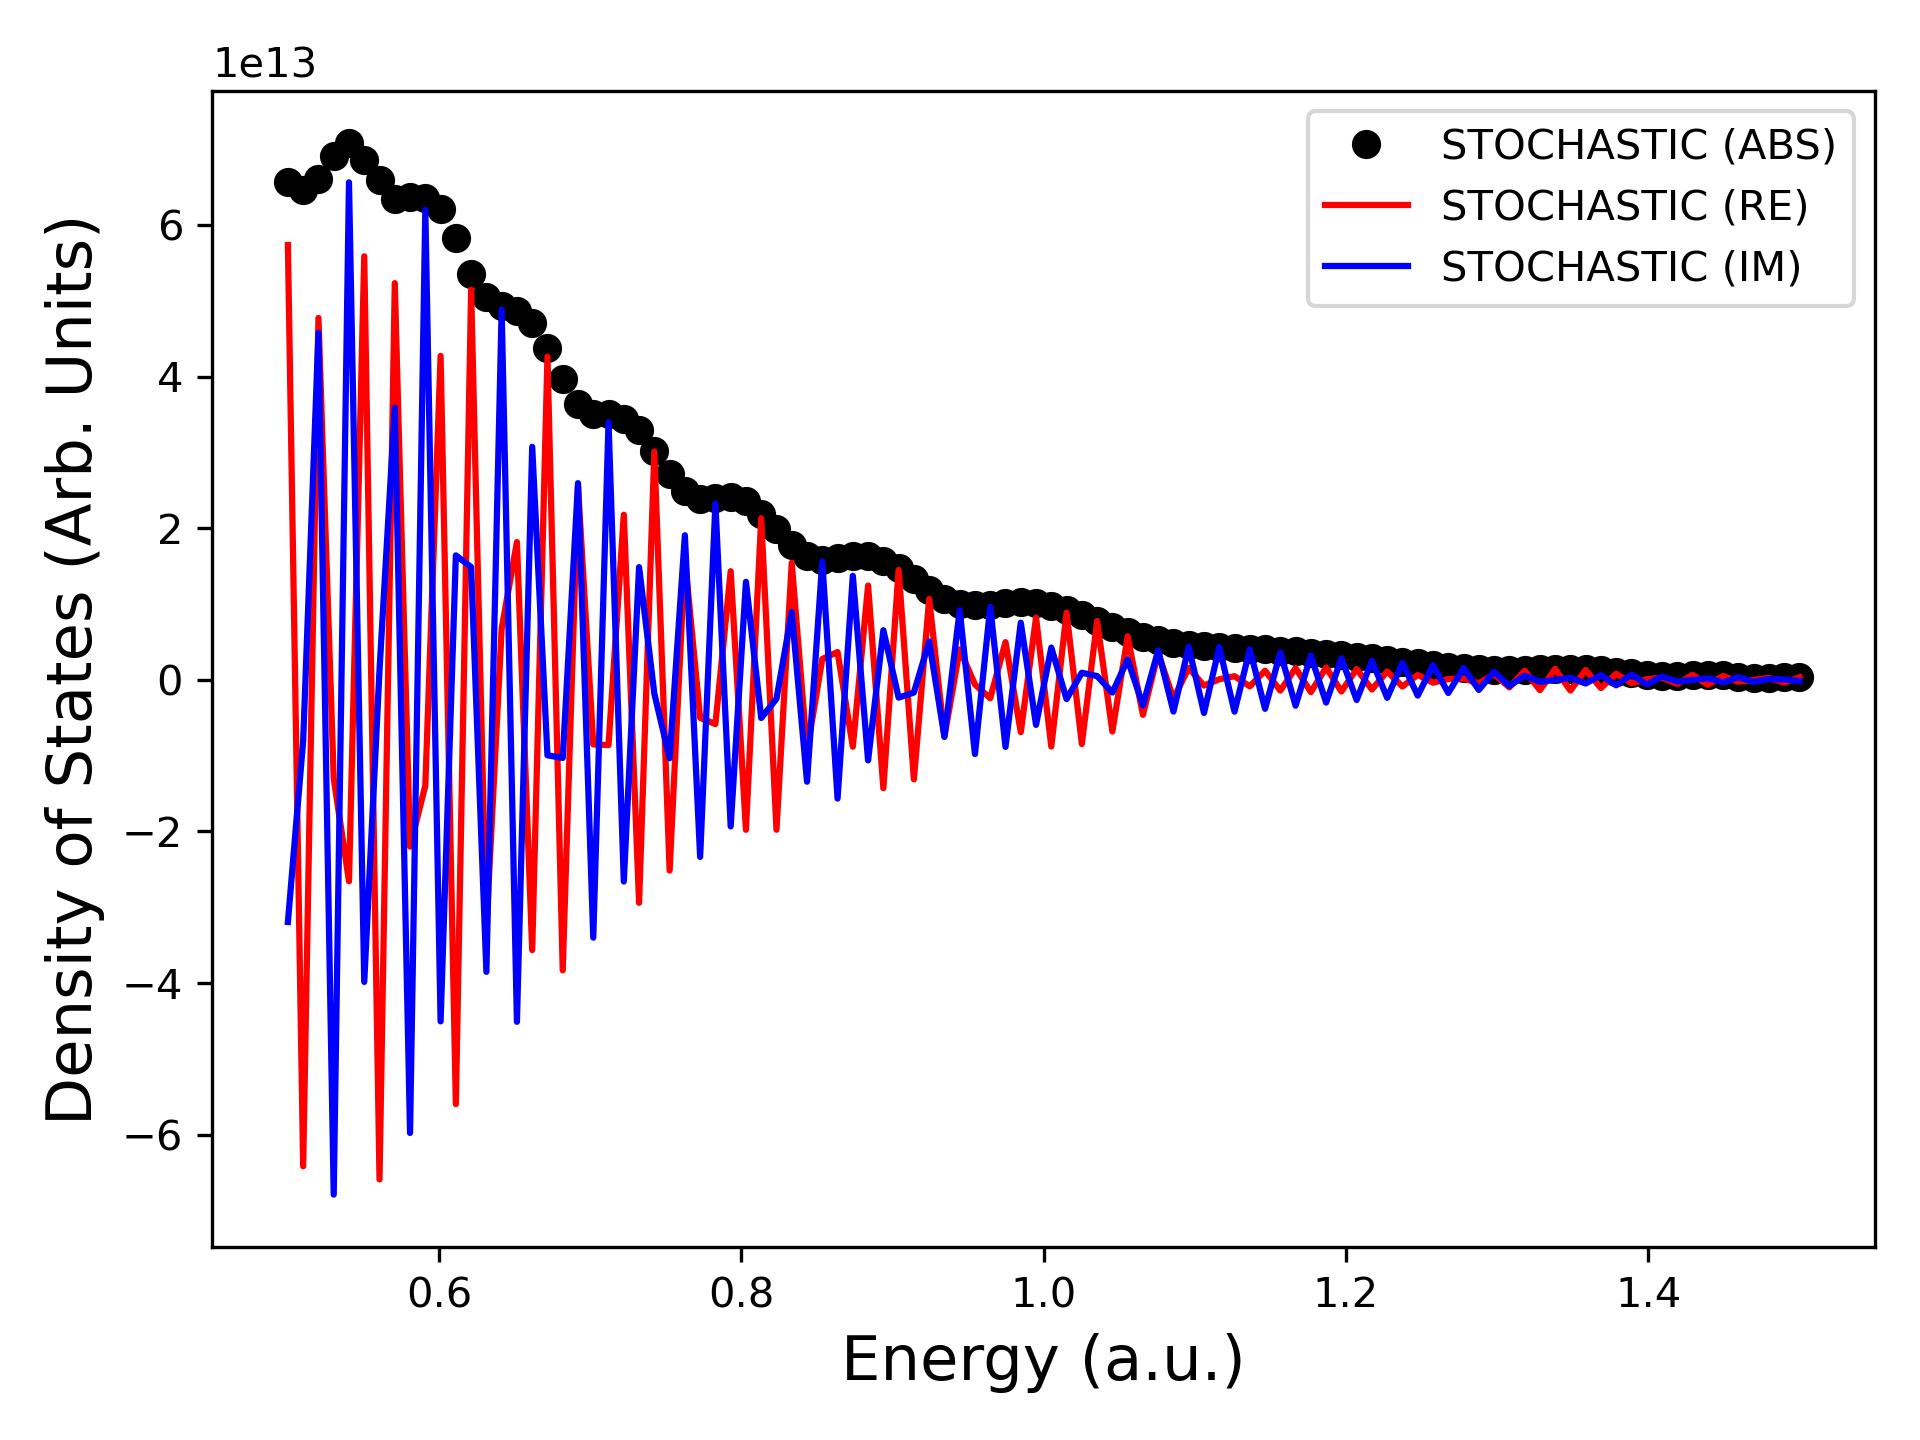 1e13
STOCHASTIC (ABS)
STOCHASTIC (RE)
STOCHASTIC (IM)
Density of States (Arb. Units)
6
4
2
0
−2
−4
−6
0.6 0.8 1.0 1.2 1.4
Energy (a.u.)